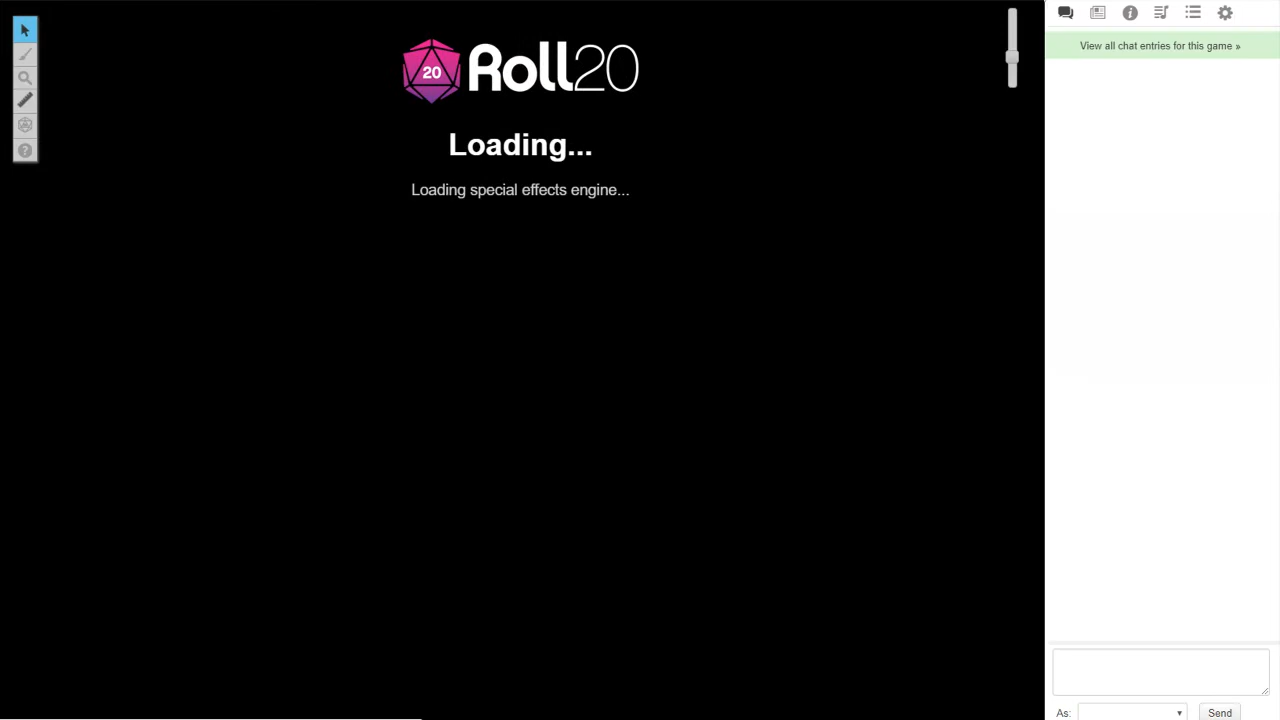 View all chat entries for this game »
20 Roll20
Loading...
Loading special effects engine...
As:
Send